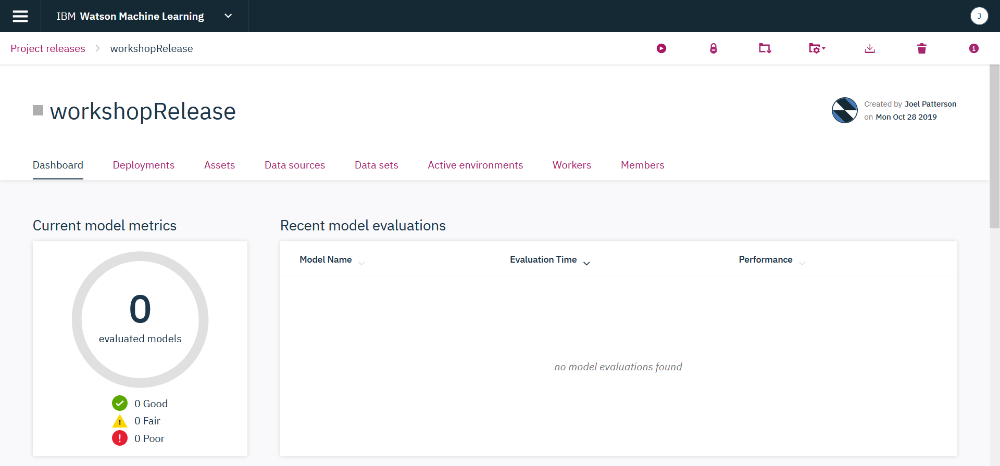 IBM Watson Machine Learning
J
Project releases
workshopRelease
workshopRelease
Created by Joel Patterson
on Mon Oct 28 2019
Dashboard
Deployments
Assets
Data sources
Data sets
Active environments
Workers
Members
Current model metrics
0
evaluated models
0 Good
0 Fair
0 Poor
Recent model evaluations
Model Name
Evaluation Time
Performance
no model evaluations found